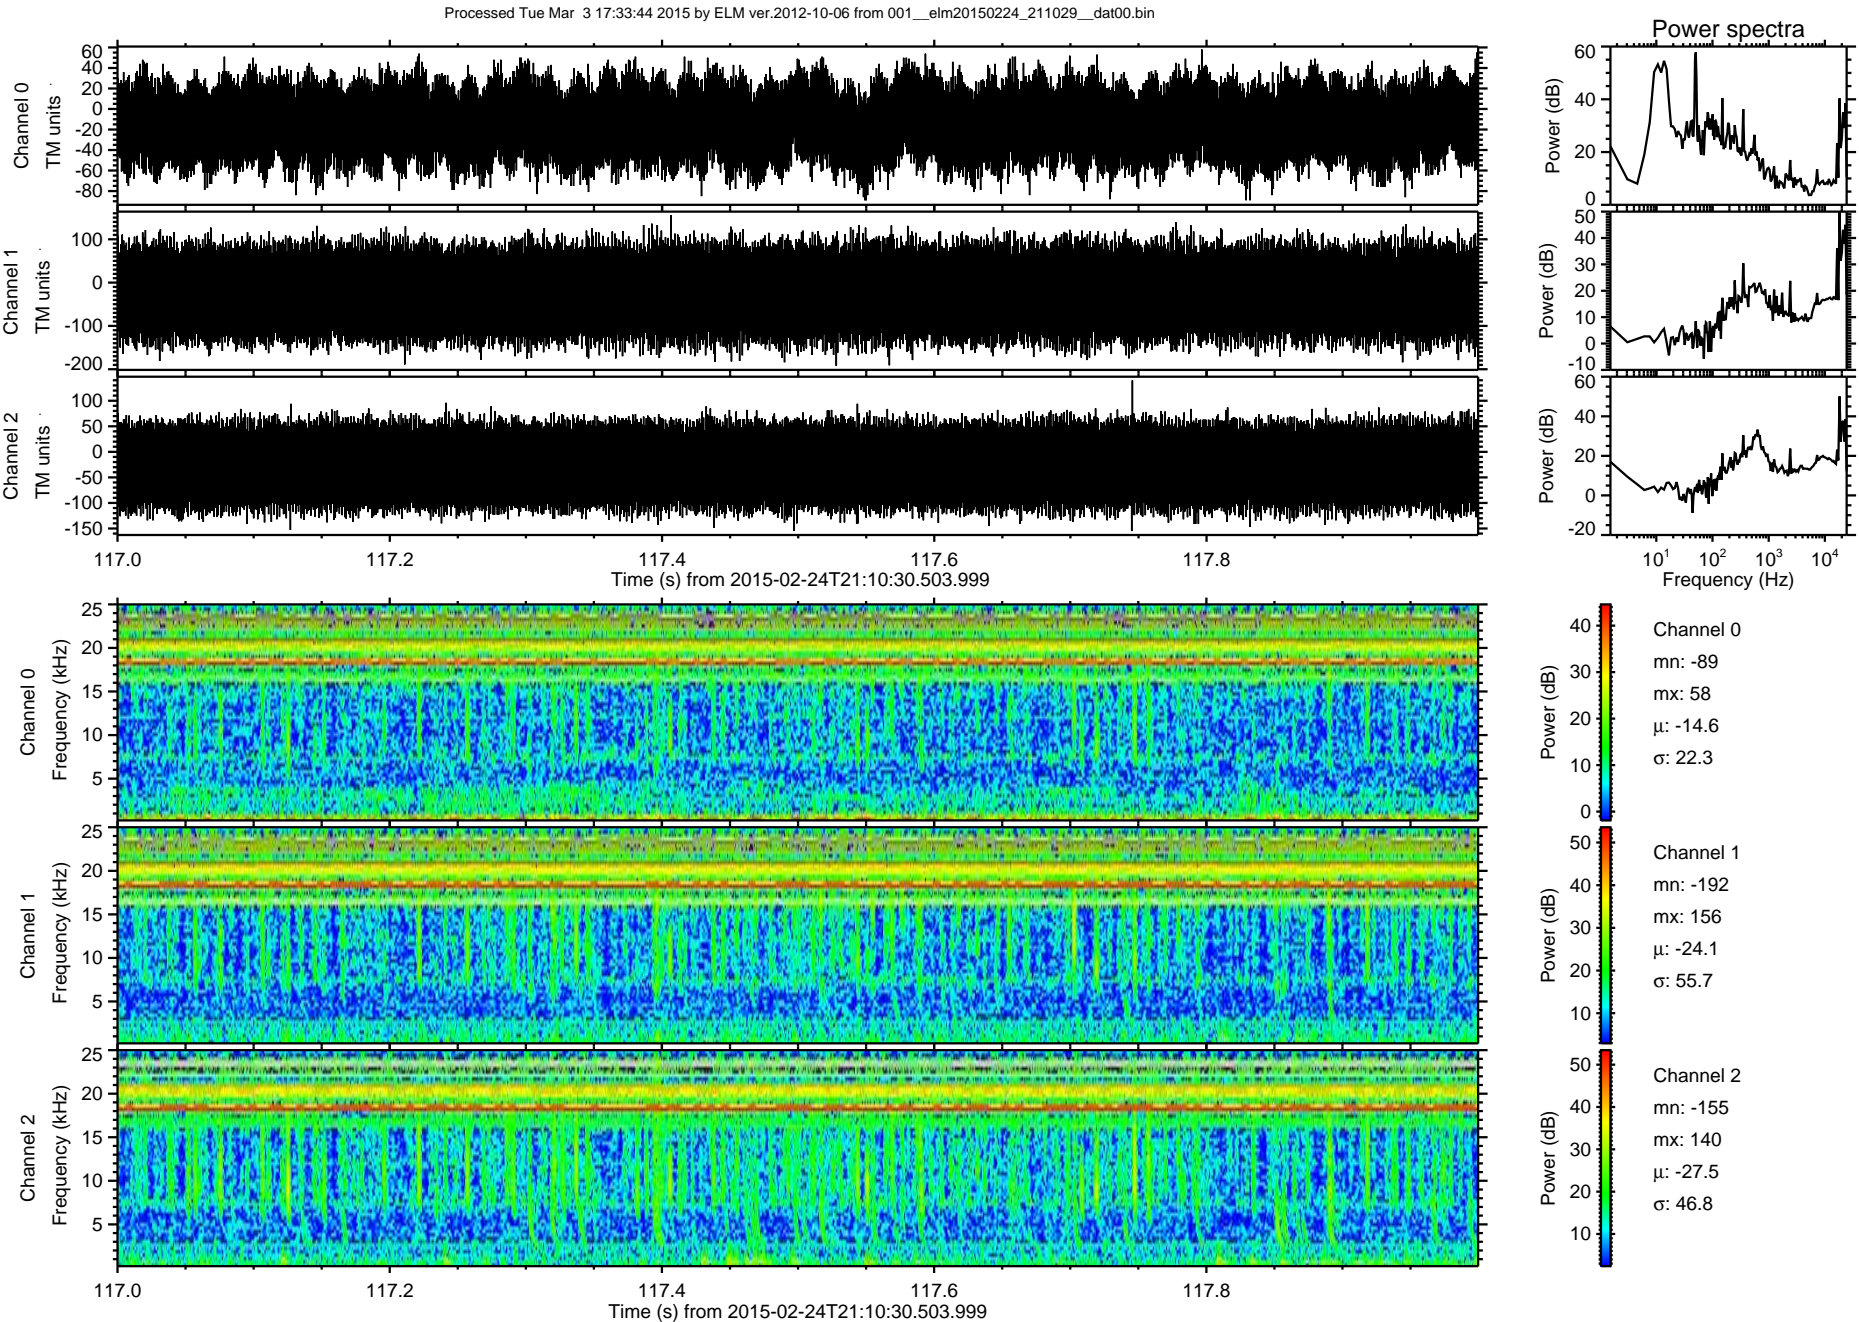 Processed Tue Mar  3 17:33:44 2015 by ELM ver.2012-10-06 from 001__elm20150224_211029__dat00.bin
Power spectra
Channel 0
TM units
60
40
20
0
-20
-40
-60
-80
Power (dB)
60
40
20
0
Channel 1
TM units
100
0
-100
-200
Power (dB)
50
40
30
20
10
0
-10
Channel 2
TM units
100
50
0
-50
-100
-150
Power (dB)
60
40
20
0
-20
117.0 117.2 117.4 117.6 117.8
Time (s) from 2015-02-24T21:10:30.503.999
10^1 10^2 10^3 10^4
Frequency (Hz)
Channel 0
Frequency (kHz)
25
20
15
10
5
Power (dB)
40
30
20
10
0
Channel 0
mn: -89
mx: 58
μ: -14.6
σ: 22.3
Channel 1
Frequency (kHz)
25
20
15
10
5
Power (dB)
50
40
30
20
10
Channel 1
mn: -192
mx: 156
μ: -24.1
σ: 55.7
Channel 2
Frequency (kHz)
25
20
15
10
5
Power (dB)
50
40
30
20
10
Channel 2
mn: -155
mx: 140
μ: -27.5
σ: 46.8
117.0 117.2 117.4 117.6 117.8
Time (s) from 2015-02-24T21:10:30.503.999